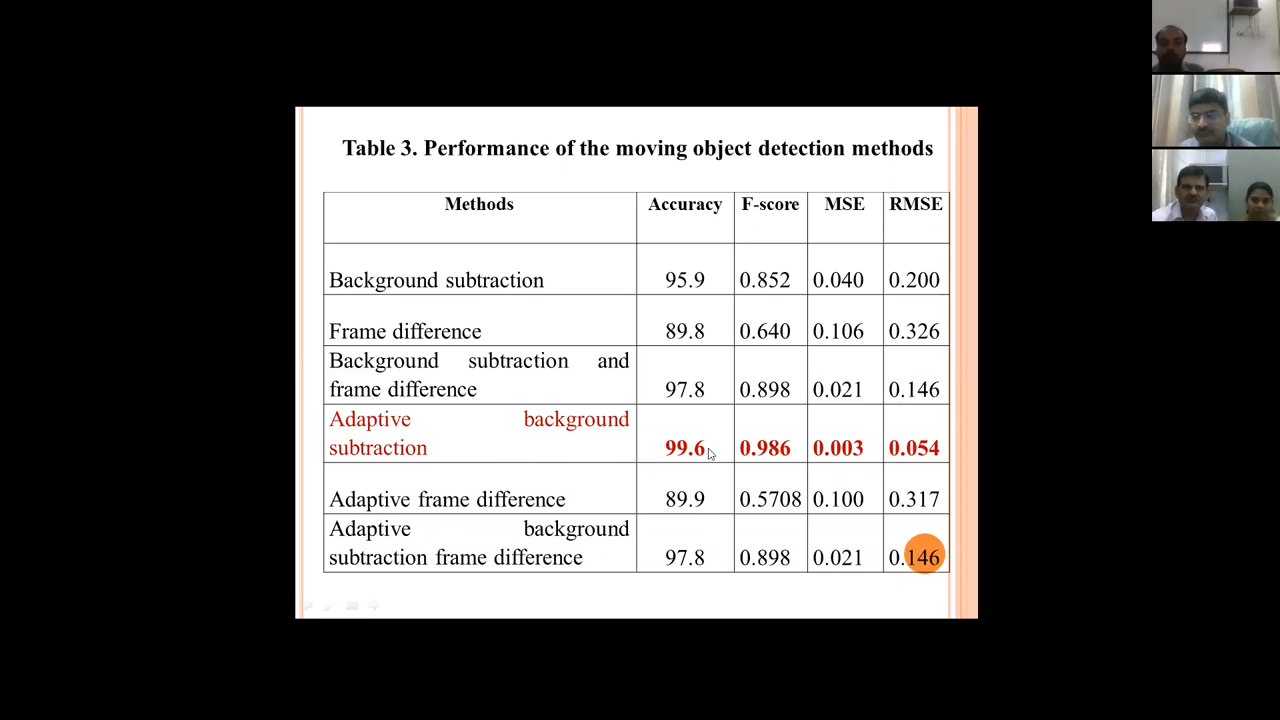 Table 3. Performance of the moving object detection methods
Methods Accuracy F-score MSE RMSE
Background subtraction 95.9 0.852 0.040 0.200
Frame difference 89.8 0.640 0.106 0.326
Background subtraction and
frame difference 97.8 0.898 0.021 0.146
Adaptive background
subtraction 99.6 0.986 0.003 0.054
Adaptive frame difference 89.9 0.5708 0.100 0.317
Adaptive background
subtraction frame difference 97.8 0.898 0.021 0.146